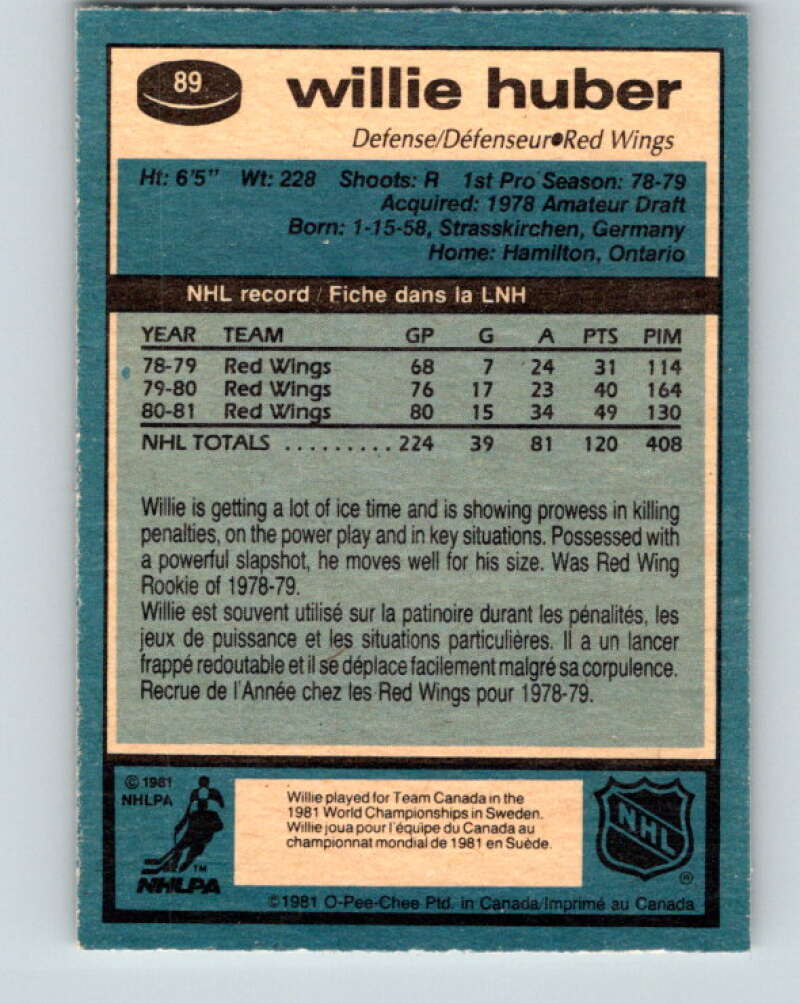 89
willie huber
Defense/Défenseur●Red Wings
Ht: 6'5" Wt: 228 Shoots: R 1st Pro Season: 78-79
Acquired: 1978 Amateur Draft
Born: 1-15-58, Strasskirchen, Germany
Home: Hamilton, Ontario
NHL record / Fiche dans la LNH
YEAR TEAM GP G A PTS PIM
78-79 Red Wings 68 7 24 31 114
79-80 Red Wings 76 17 23 40 164
80-81 Red Wings 80 15 34 49 130
NHL TOTALS ......... 224 39 81 120 408
Willie is getting a lot of ice time and is showing prowess in killing
penalties, on the power play and in key situations. Possessed with
a powerful slapshot, he moves well for his size. Was Red Wing
Rookie of 1978-79.
Willie est souvent utilisé sur la patinoire durant les pénalités, les
jeux de puissance et les situations particulières. Il a un lancer
frappé redoutable et il se déplace facilement malgré sa corpulence.
Recrue de l'Année chez les Red Wings pour 1978-79.
© 1981
NHLPA
TM
NHLPA
Willie played for Team Canada in the
1981 World Championships in Sweden.
Willie joua pour l'équipe du Canada au
championnat mondial de 1981 en Suède.
NHL
®
©1981 O-Pee-Chee Ptd. in Canada/Imprimé au Canada